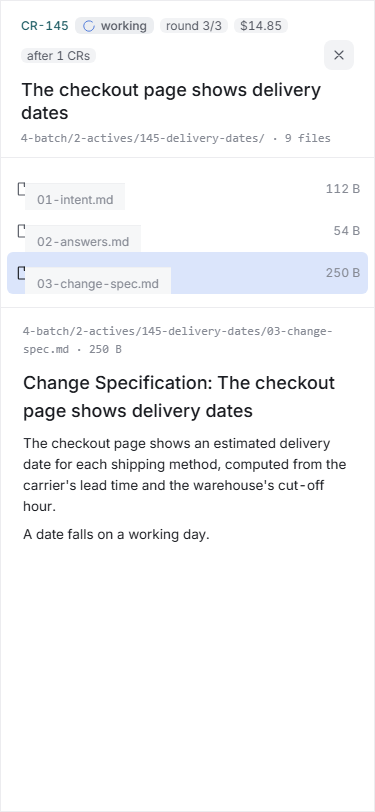 CR-145 working round 3/3 $14.85
after 1 CRs
The checkout page shows delivery
dates
4-batch/2-actives/145-delivery-dates/ · 9 files
01-intent.md 112 B
02-answers.md 54 B
03-change-spec.md 250 B
4-batch/2-actives/145-delivery-dates/03-change-
spec.md · 250 B
Change Specification: The checkout
page shows delivery dates
The checkout page shows an estimated delivery
date for each shipping method, computed from the
carrier's lead time and the warehouse's cut-off
hour.
A date falls on a working day.